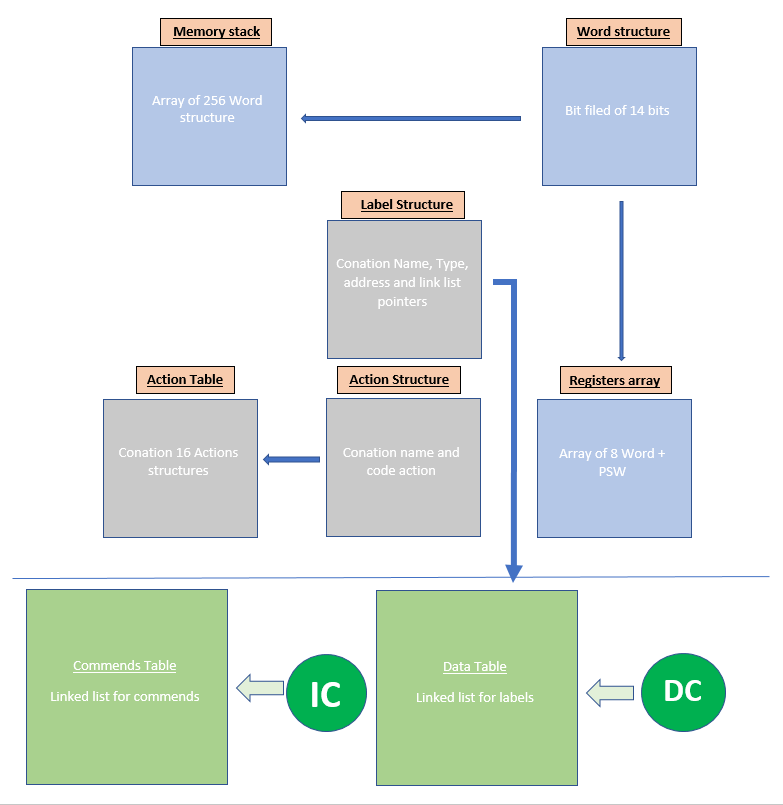 Memory stack
Word structure
Array of 256 Word
structure
Bit filed of 14 bits
Label Structure
Conation Name, Type,
address and link list
pointers
Action Table
Action Structure
Registers array
Conation 16 Actions
structures
Conation name and
code action
Array of 8 Word +
PSW
Commends Table
Linked list for commends
IC
Data Table
Linked list for labels
DC